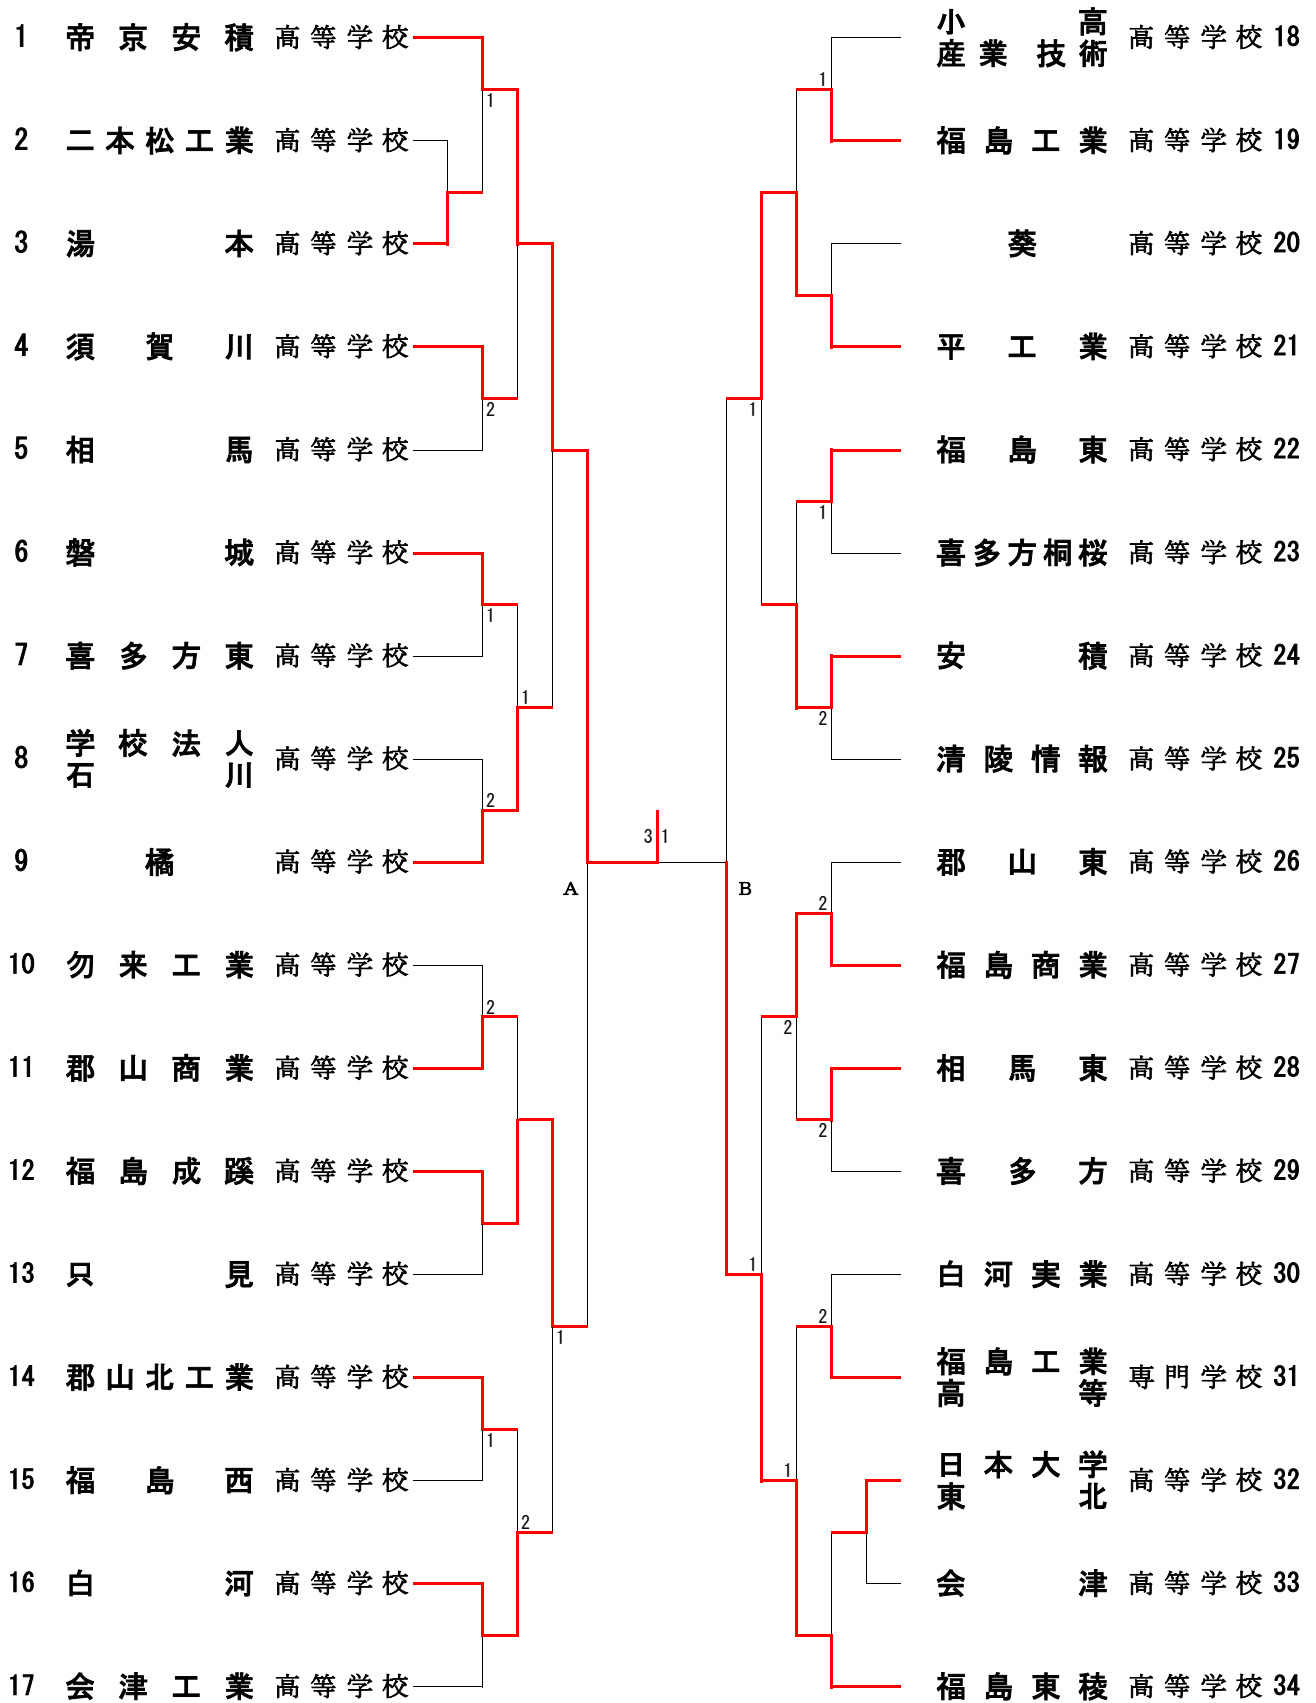 1 帝京安積 高等学校
2 二本松工業 高等学校
3 湯本 高等学校
4 須賀川 高等学校
5 相馬 高等学校
6 磐城 高等学校
7 喜多方東 高等学校
8 学校法人石川 高等学校
9 橘 高等学校
10 勿来工業 高等学校
11 郡山商業 高等学校
12 福島成蹊 高等学校
13 只見 高等学校
14 郡山北工業 高等学校
15 福島西 高等学校
16 白河 高等学校
17 会津工業 高等学校
1
2
1
1
2
2
1
1
2
A
3 1
B
1
1
1
2
2
2
2
1
2
1
小高産業技術 高等学校 18
福島工業 高等学校 19
葵 高等学校 20
平工業 高等学校 21
福島東 高等学校 22
喜多方桐桜 高等学校 23
安積 高等学校 24
清陵情報 高等学校 25
郡山東 高等学校 26
福島商業 高等学校 27
相馬東 高等学校 28
喜多方 高等学校 29
白河実業 高等学校 30
福島工業高等 専門学校 31
日本大学東北 高等学校 32
会津 高等学校 33
福島東稜 高等学校 34